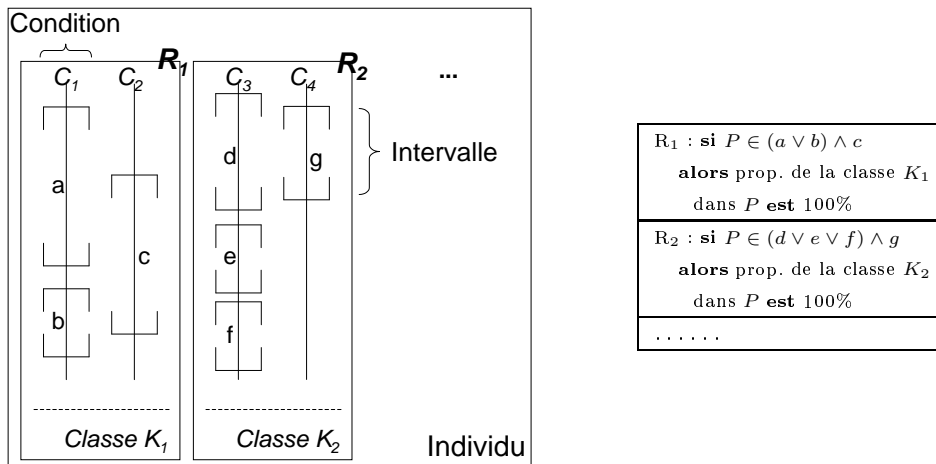 Condition
R1 R2 ...
C1 C2 C3 C4
a d g Intervalle
c e
b f
Classe K1 Classe K2
Individu
R1 : si P ∈ (a ∨ b) ∧ c
alors prop. de la classe K1
dans P est 100%
R2 : si P ∈ (d ∨ e ∨ f) ∧ g
alors prop. de la classe K2
dans P est 100%
. . . . . .